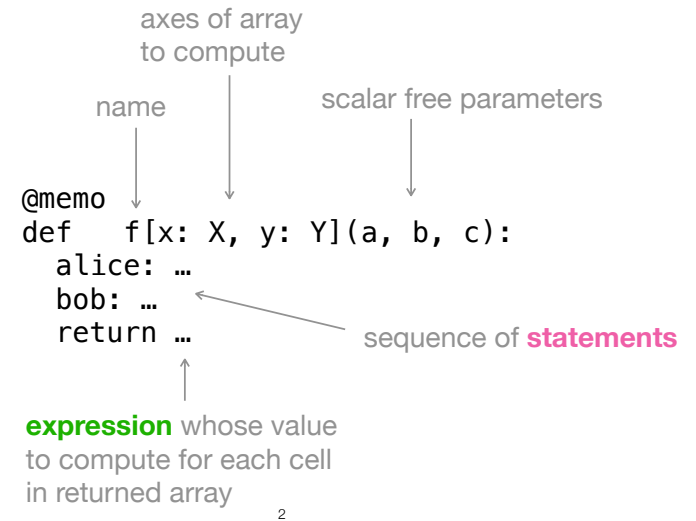 axes of array
to compute
name
scalar free parameters
@memo
def f[x: X, y: Y](a, b, c):
alice: …
bob: …
return …
sequence of statements
expression whose value
to compute for each cell
in returned array
2